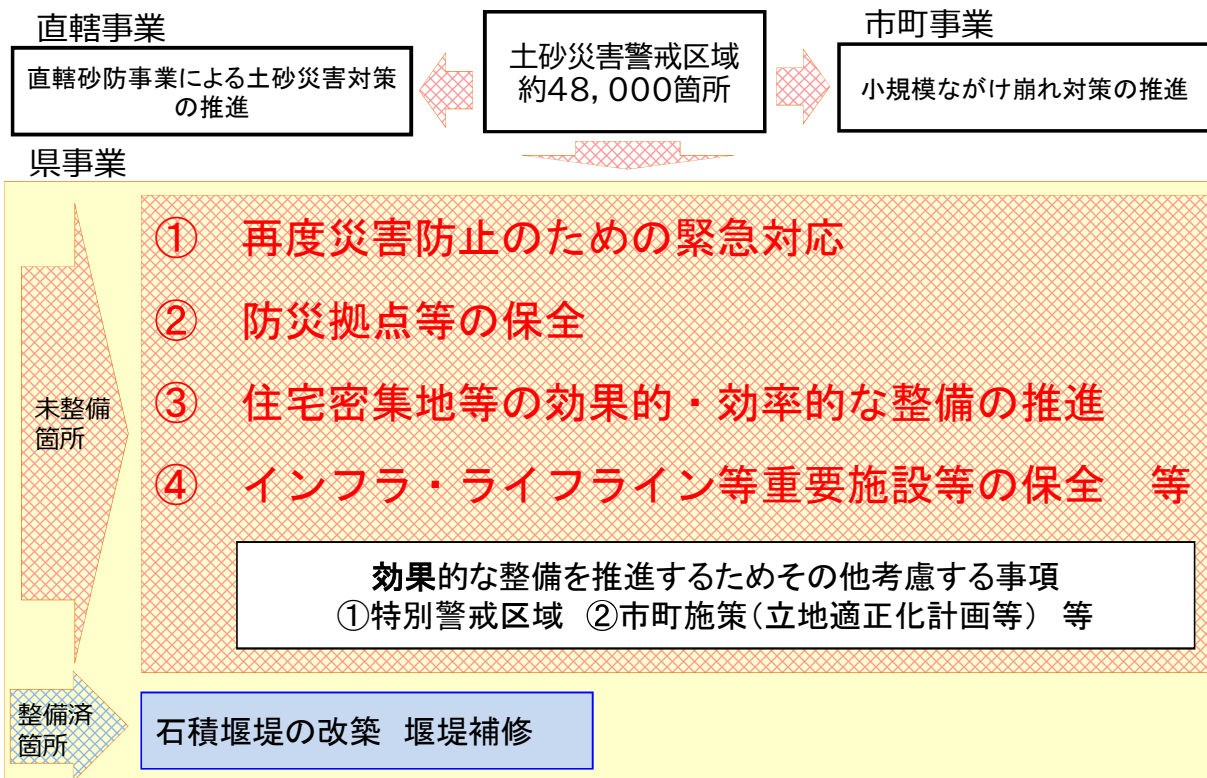 直轄事業
直轄砂防事業による土砂災害対策
の推進
土砂災害警戒区域
約48,000箇所
市町事業
小規模ながけ崩れ対策の推進
県事業
未整備
箇所
① 再度災害防止のための緊急対応
② 防災拠点等の保全
③ 住宅密集地等の効果的・効率的な整備の推進
④ インフラ・ライフライン等重要施設等の保全 等
効果的な整備を推進するためその他考慮する事項
①特別警戒区域 ②市町施策(立地適正化計画等) 等
整備済
箇所
石積堰堤の改築 堰堤補修